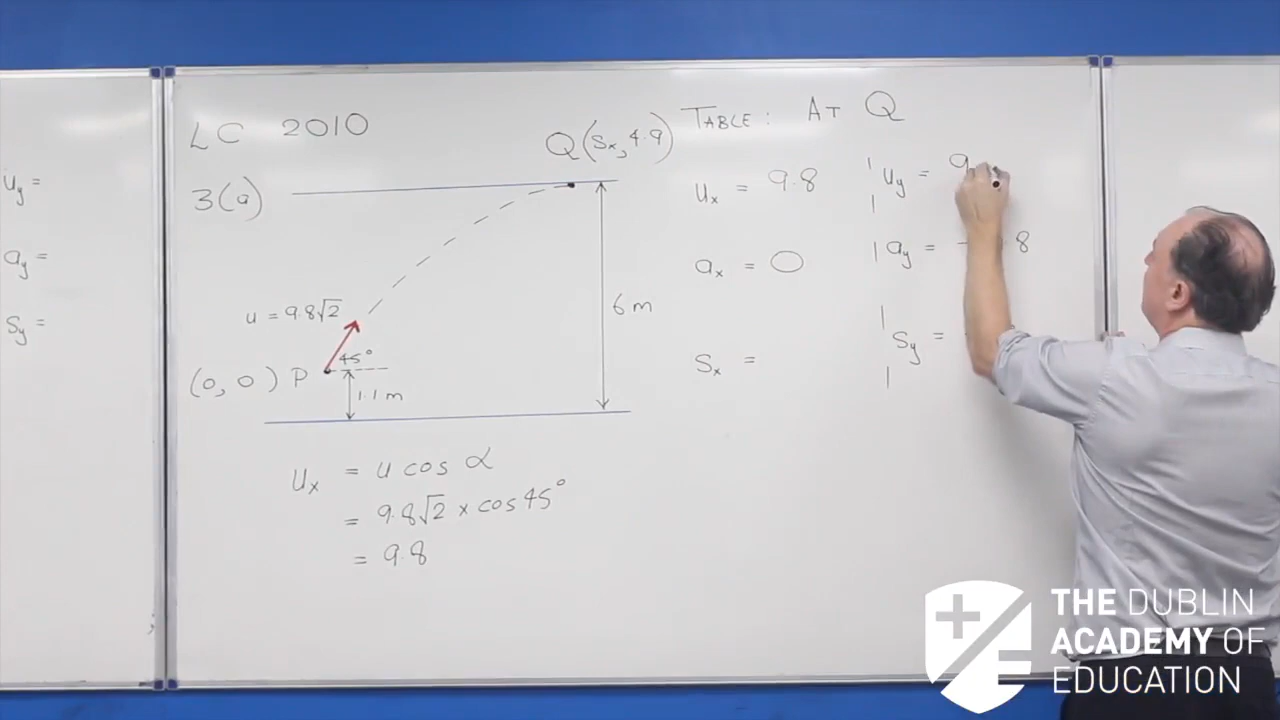 LC 2010
3(a)
Q(Sx, 4.9)
u = 9.8√2
45°
6 m
(0, 0) P
1.1 m
Ux = u cos α
= 9.8√2 × cos 45°
= 9.8
TABLE: AT Q
Ux = 9.8
ax = 0
Sx =
Uy = 9
ay = - 8
Sy =
Uy =
ay =
Sy =
THE DUBLIN
ACADEMY OF
EDUCATION